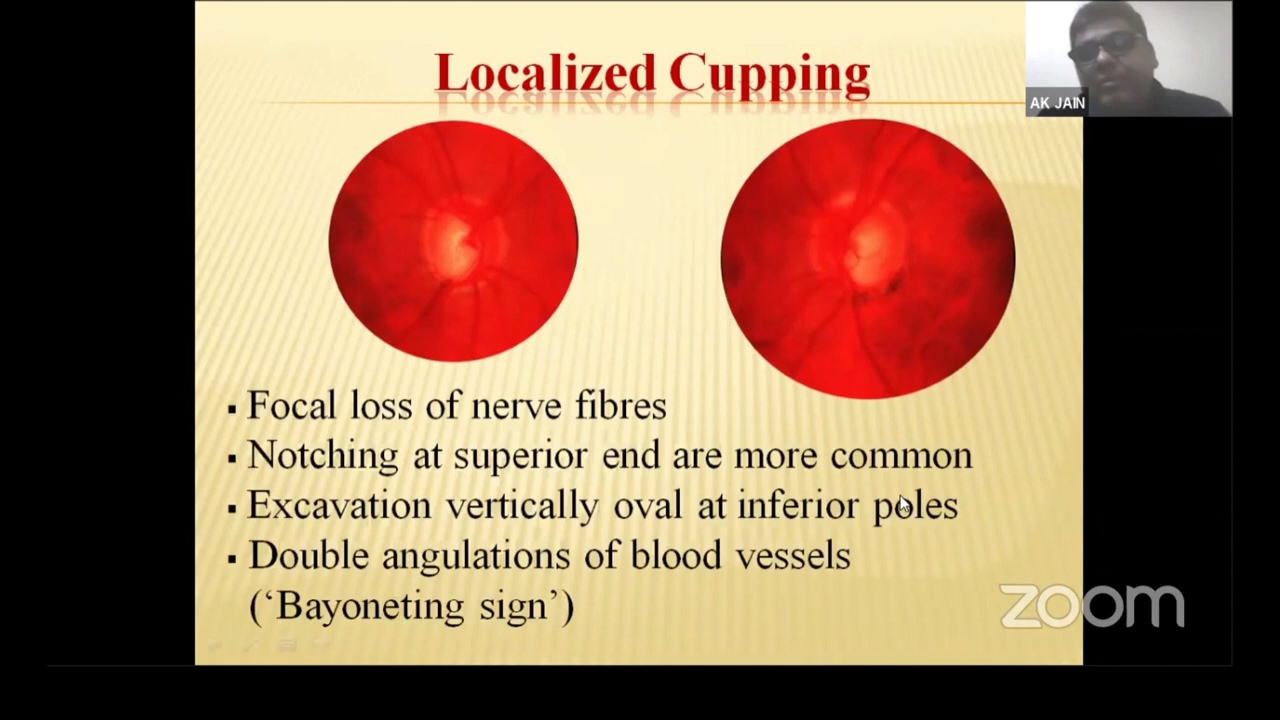 Localized Cupping
AK JAIN
▪ Focal loss of nerve fibres
▪ Notching at superior end are more common
▪ Excavation vertically oval at inferior poles
▪ Double angulations of blood vessels
(‘Bayoneting sign’)
zoom